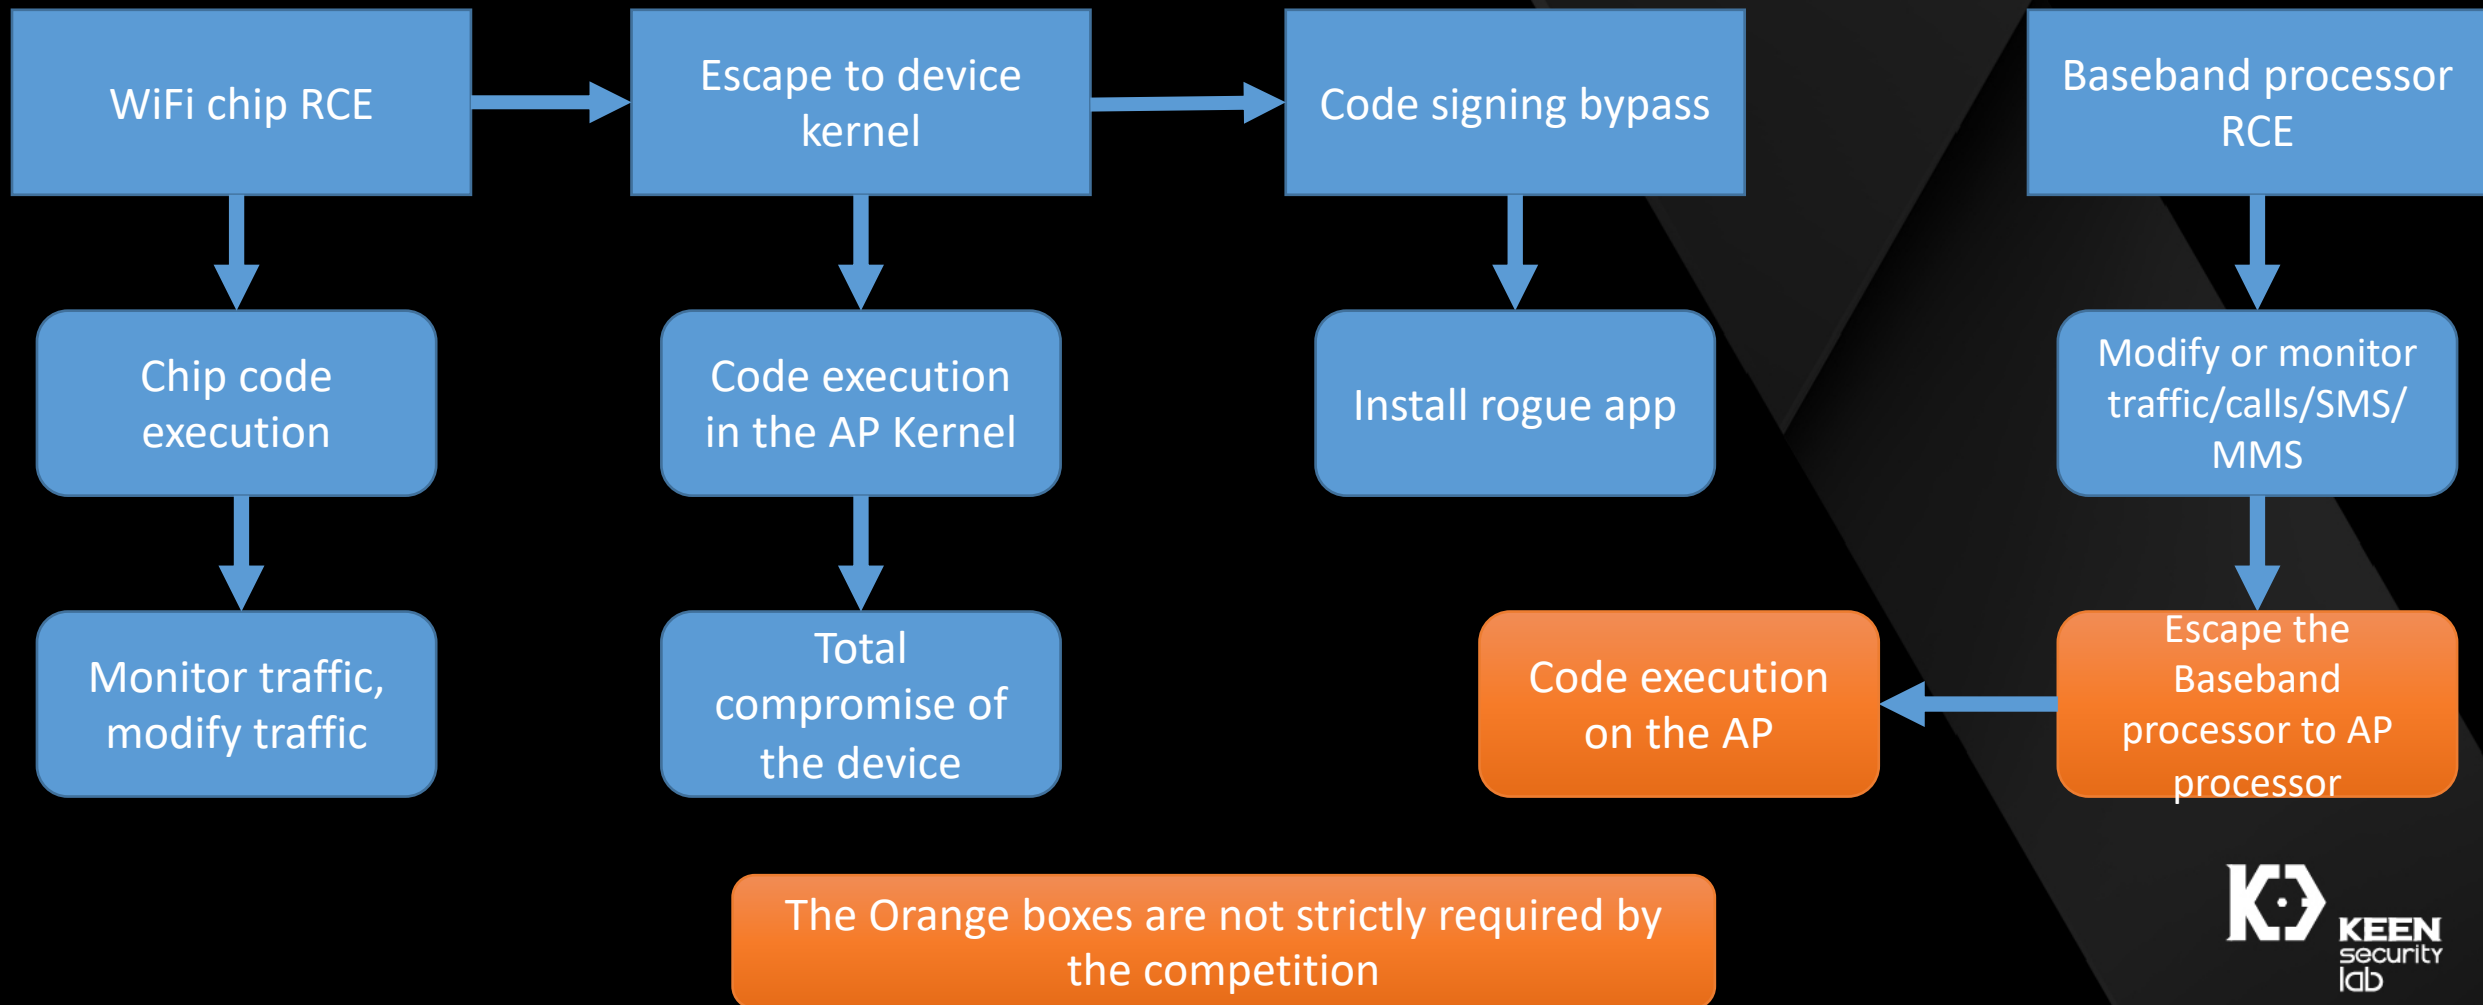 WiFi chip RCE
Escape to device
kernel
Code signing bypass
Baseband processor
RCE
Chip code
execution
Code execution
in the AP Kernel
Install rogue app
Modify or monitor
traffic/calls/SMS/
MMS
Monitor traffic,
modify traffic
Total
compromise of
the device
Code execution
on the AP
Escape the
Baseband
processor to AP
processor
The Orange boxes are not strictly required by
the competition
KEEN
security
lab